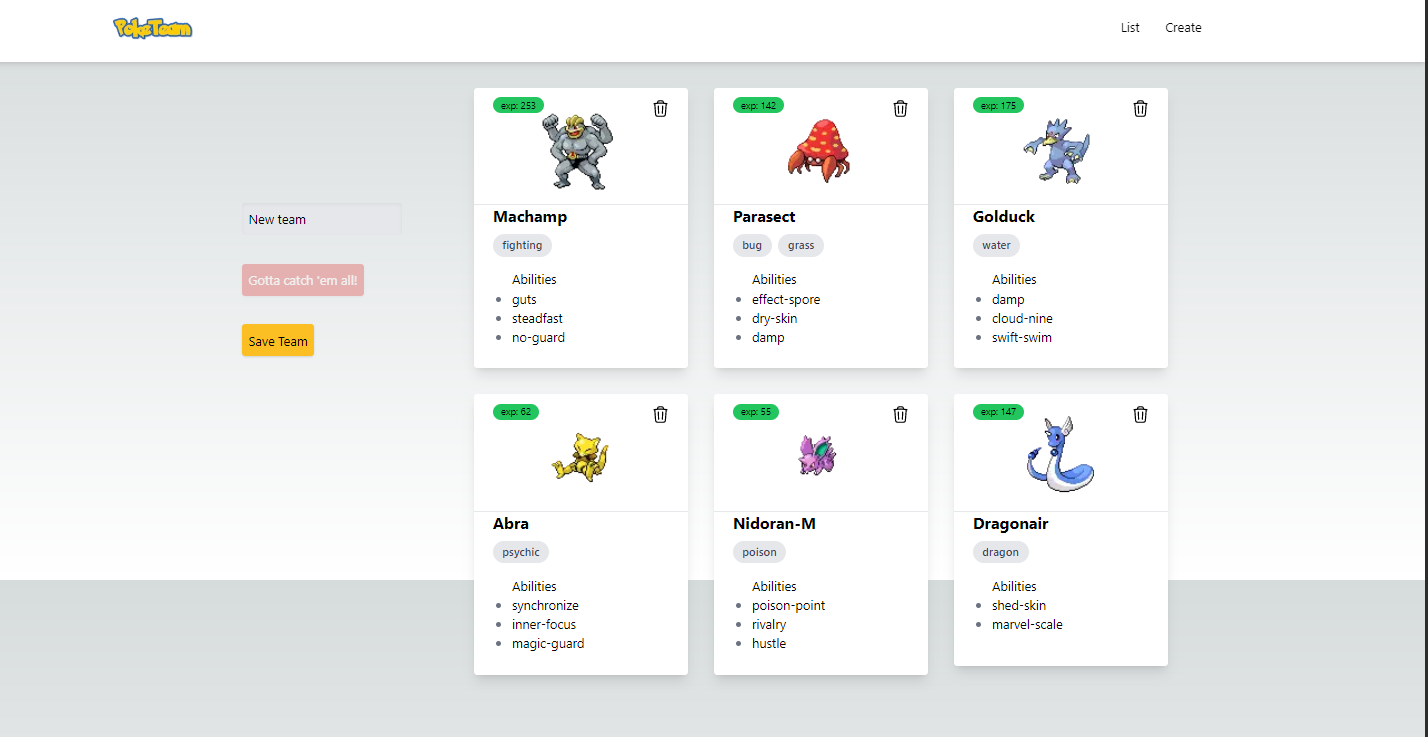 PokeTeam
List Create
New team
Gotta catch 'em all!
Save Team
exp: 253
Machamp
fighting
Abilities
guts
steadfast
no-guard
exp: 142
Parasect
bug grass
Abilities
effect-spore
dry-skin
damp
exp: 175
Golduck
water
Abilities
damp
cloud-nine
swift-swim
exp: 62
Abra
psychic
Abilities
synchronize
inner-focus
magic-guard
exp: 55
Nidoran-M
poison
Abilities
poison-point
rivalry
hustle
exp: 147
Dragonair
dragon
Abilities
shed-skin
marvel-scale